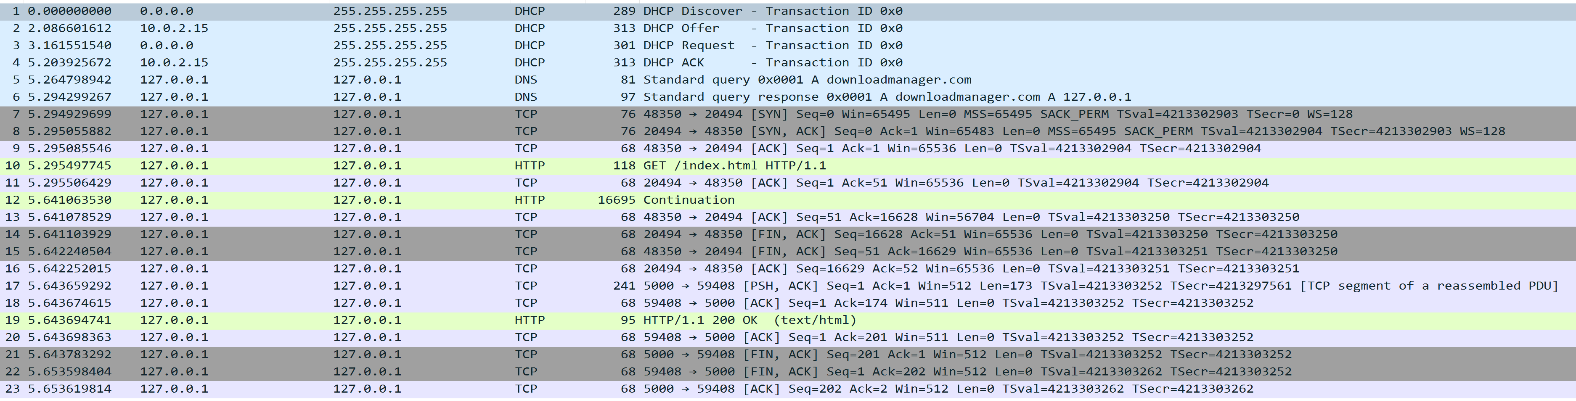 1 0.000000000 0.0.0.0 255.255.255.255 DHCP 289 DHCP Discover - Transaction ID 0x0
2 2.086601612 10.0.2.15 255.255.255.255 DHCP 313 DHCP Offer - Transaction ID 0x0
3 3.161551540 0.0.0.0 255.255.255.255 DHCP 301 DHCP Request - Transaction ID 0x0
4 5.203925672 10.0.2.15 255.255.255.255 DHCP 313 DHCP ACK - Transaction ID 0x0
5 5.264798942 127.0.0.1 127.0.0.1 DNS 81 Standard query 0x0001 A downloadmanager.com
6 5.294299267 127.0.0.1 127.0.0.1 DNS 97 Standard query response 0x0001 A downloadmanager.com A 127.0.0.1
7 5.294929699 127.0.0.1 127.0.0.1 TCP 76 48350 → 20494 [SYN] Seq=0 Win=65495 Len=0 MSS=65495 SACK_PERM TSval=4213302903 TSecr=0 WS=128
8 5.295055882 127.0.0.1 127.0.0.1 TCP 76 20494 → 48350 [SYN, ACK] Seq=0 Ack=1 Win=65483 Len=0 MSS=65495 SACK_PERM TSval=4213302904 TSecr=4213302903 WS=128
9 5.295085546 127.0.0.1 127.0.0.1 TCP 68 48350 → 20494 [ACK] Seq=1 Ack=1 Win=65536 Len=0 TSval=4213302904 TSecr=4213302904
10 5.295497745 127.0.0.1 127.0.0.1 HTTP 118 GET /index.html HTTP/1.1
11 5.295506429 127.0.0.1 127.0.0.1 TCP 68 20494 → 48350 [ACK] Seq=1 Ack=51 Win=65536 Len=0 TSval=4213302904 TSecr=4213302904
12 5.641063530 127.0.0.1 127.0.0.1 HTTP 16695 Continuation
13 5.641078529 127.0.0.1 127.0.0.1 TCP 68 48350 → 20494 [ACK] Seq=51 Ack=16628 Win=56704 Len=0 TSval=4213303250 TSecr=4213303250
14 5.641103929 127.0.0.1 127.0.0.1 TCP 68 20494 → 48350 [FIN, ACK] Seq=16628 Ack=51 Win=65536 Len=0 TSval=4213303250 TSecr=4213303250
15 5.642240504 127.0.0.1 127.0.0.1 TCP 68 48350 → 20494 [FIN, ACK] Seq=51 Ack=16629 Win=65536 Len=0 TSval=4213303251 TSecr=4213303250
16 5.642252015 127.0.0.1 127.0.0.1 TCP 68 20494 → 48350 [ACK] Seq=16629 Ack=52 Win=65536 Len=0 TSval=4213303251 TSecr=4213303251
17 5.643659292 127.0.0.1 127.0.0.1 TCP 241 5000 → 59408 [PSH, ACK] Seq=1 Ack=1 Win=512 Len=173 TSval=4213303252 TSecr=4213297561 [TCP segment of a reassembled PDU]
18 5.643674615 127.0.0.1 127.0.0.1 TCP 68 59408 → 5000 [ACK] Seq=1 Ack=174 Win=511 Len=0 TSval=4213303252 TSecr=4213303252
19 5.643694741 127.0.0.1 127.0.0.1 HTTP 95 HTTP/1.1 200 OK (text/html)
20 5.643698363 127.0.0.1 127.0.0.1 TCP 68 59408 → 5000 [ACK] Seq=1 Ack=201 Win=511 Len=0 TSval=4213303252 TSecr=4213303252
21 5.643783292 127.0.0.1 127.0.0.1 TCP 68 5000 → 59408 [FIN, ACK] Seq=201 Ack=1 Win=512 Len=0 TSval=4213303252 TSecr=4213303252
22 5.653598404 127.0.0.1 127.0.0.1 TCP 68 59408 → 5000 [FIN, ACK] Seq=1 Ack=202 Win=512 Len=0 TSval=4213303262 TSecr=4213303252
23 5.653619814 127.0.0.1 127.0.0.1 TCP 68 5000 → 59408 [ACK] Seq=202 Ack=2 Win=512 Len=0 TSval=4213303262 TSecr=4213303262